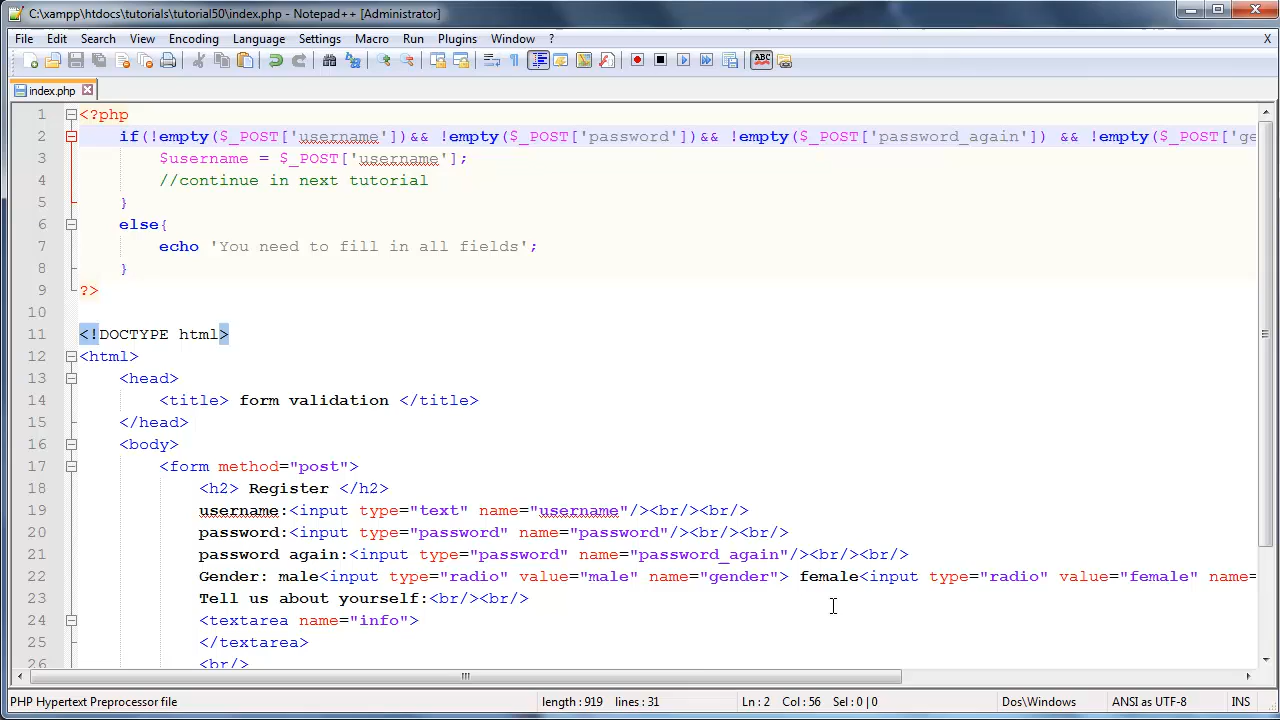 C:\xampp\htdocs\tutorials\tutorial50\index.php - Notepad++ [Administrator]
File Edit Search View Encoding Language Settings Macro Run Plugins Window ? X
ABC
index.php
1 <?php
2 if(!empty($_POST['username'])&& !empty($_POST['password'])&& !empty($_POST['password_again']) && !empty($_POST['ge
3 $username = $_POST['username'];
4 //continue in next tutorial
5 }
6 else{
7 echo 'You need to fill in all fields';
8 }
9 ?>
10
11 <!DOCTYPE html>
12 <html>
13 <head>
14 <title> form validation </title>
15 </head>
16 <body>
17 <form method="post">
18 <h2> Register </h2>
19 username:<input type="text" name="username"/><br/><br/>
20 password:<input type="password" name="password"/><br/><br/>
21 password again:<input type="password" name="password_again"/><br/><br/>
22 Gender: male<input type="radio" value="male" name="gender"> female<input type="radio" value="female" name=
23 Tell us about yourself:<br/><br/>
24 <textarea name="info">
25 </textarea>
26 <br/>
PHP Hypertext Preprocessor file length : 919 lines : 31 Ln : 2 Col : 56 Sel : 0 | 0 Dos\Windows ANSI as UTF-8 INS